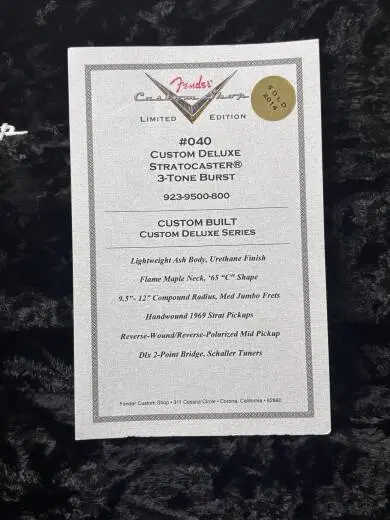 Fender
Custom Shop
SOLD
2014
LIMITED EDITION
#040
CUSTOM DELUXE
STRATOCASTER®
3-TONE BURST
923-9500-800
CUSTOM BUILT
CUSTOM DELUXE SERIES
Lightweight Ash Body, Urethane Finish
Flame Maple Neck, '65 "C" Shape
9.5"- 12" Compound Radius, Med Jumbo Frets
Handwound 1969 Strat Pickups
Reverse-Wound/Reverse-Polarized Mid Pickup
Dlx 2-Point Bridge, Schaller Tuners
Fender Custom Shop • 311 Cessna Circle • Corona, California • 92880